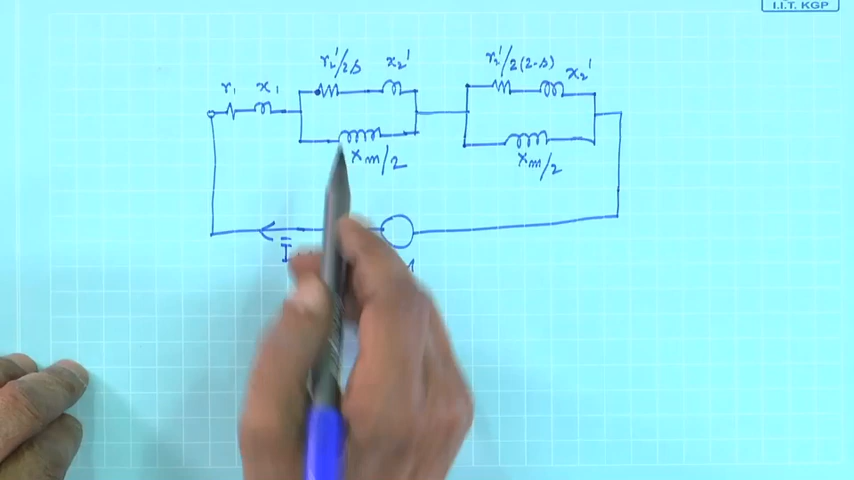 I.I.T. KGP
r₁ x₁
r₂'/2s x₂'
r₂'/2(2-s) x₂'
xm/2
xm/2
Ī